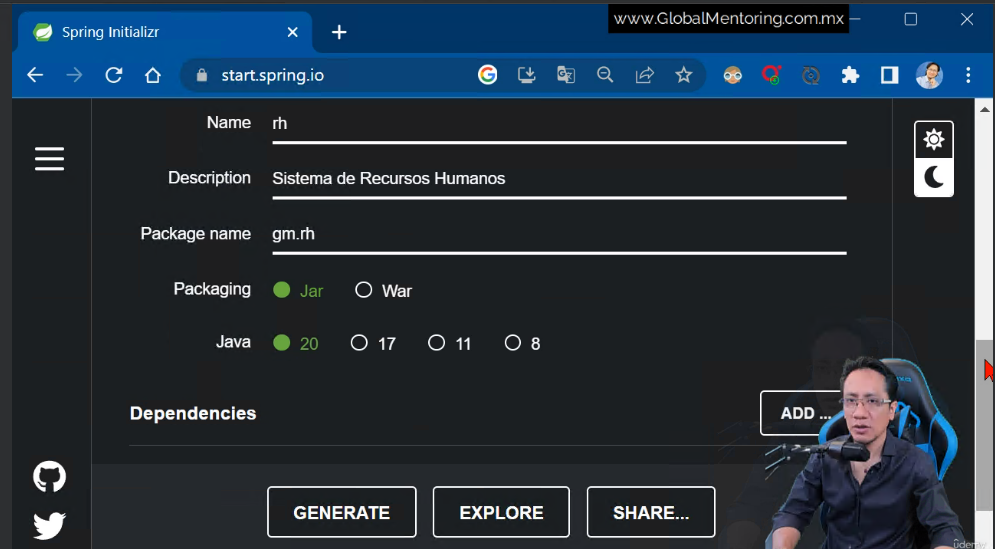 www.GlobalMentoring.com.mx
Spring Initializr
start.spring.io
Name rh
Description Sistema de Recursos Humanos
Package name gm.rh
Packaging Jar War
Java 20 17 11 8
Dependencies ADD ...
GENERATE EXPLORE SHARE...
ûdemy